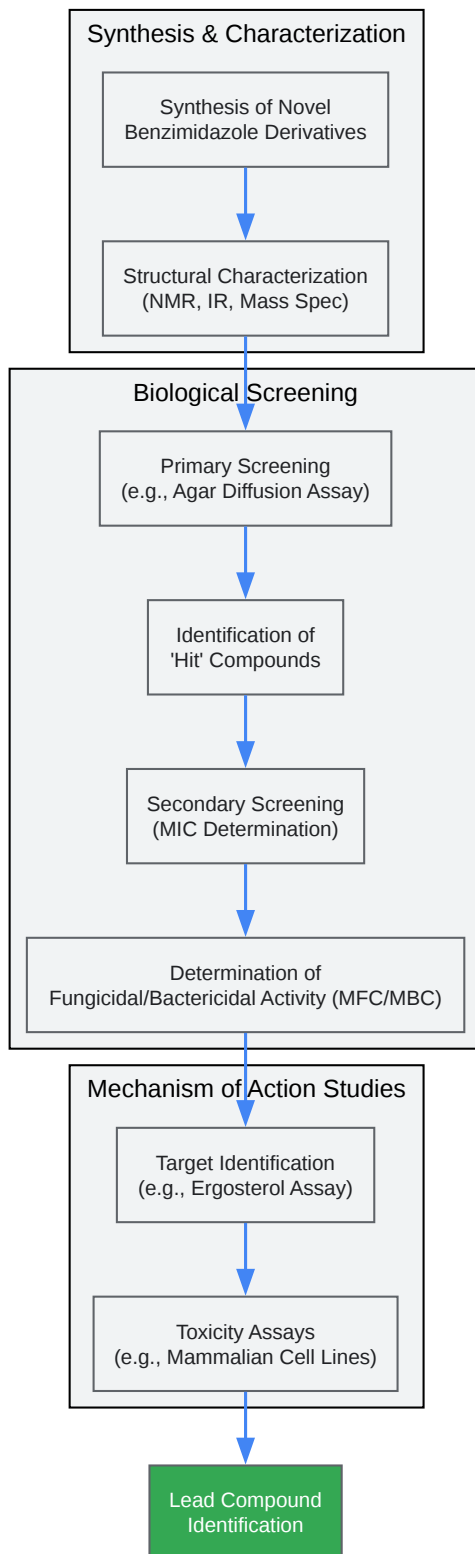 Synthesis & Characterization
Synthesis of Novel
Benzimidazole Derivatives
Structural Characterization
(NMR, IR, Mass Spec)
Biological Screening
Primary Screening
(e.g., Agar Diffusion Assay)
Identification of
'Hit' Compounds
Secondary Screening
(MIC Determination)
Determination of
Fungicidal/Bactericidal Activity (MFC/MBC)
Mechanism of Action Studies
Target Identification
(e.g., Ergosterol Assay)
Toxicity Assays
(e.g., Mammalian Cell Lines)
Lead Compound
Identification